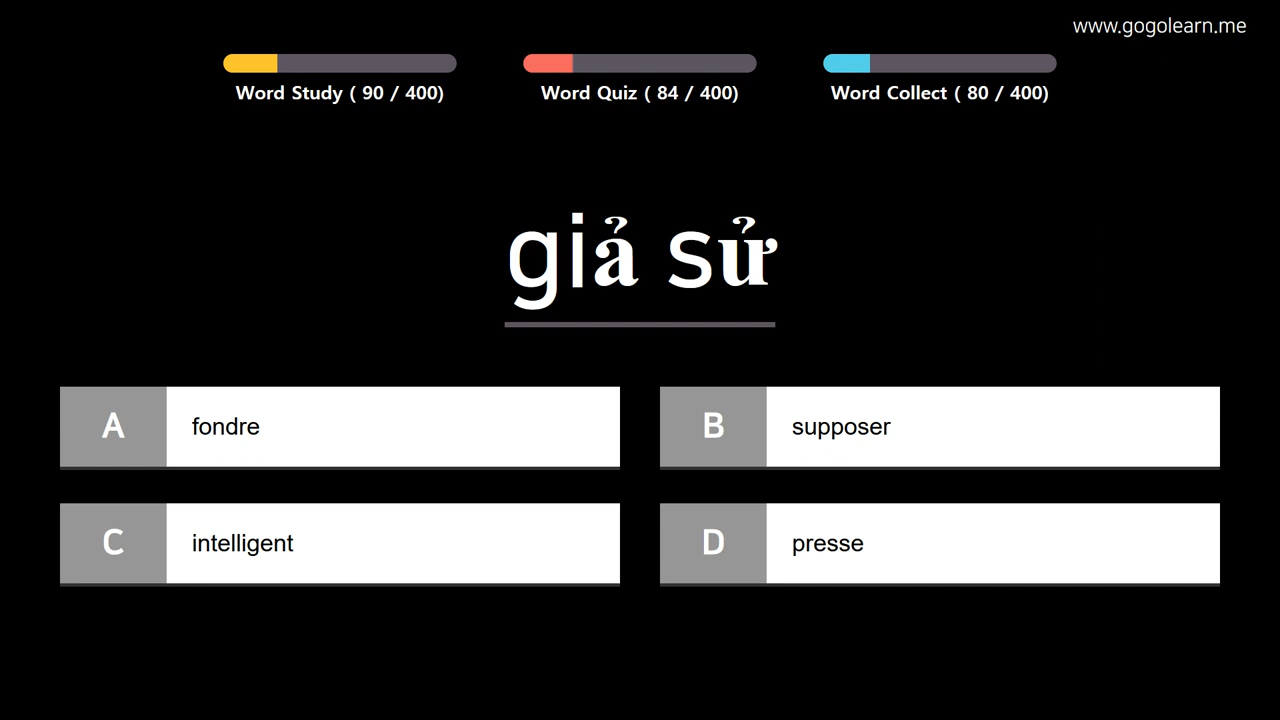 www.gogolearn.me
Word Study ( 90 / 400)
Word Quiz ( 84 / 400)
Word Collect ( 80 / 400)
giả sử
A fondre
B supposer
C intelligent
D presse